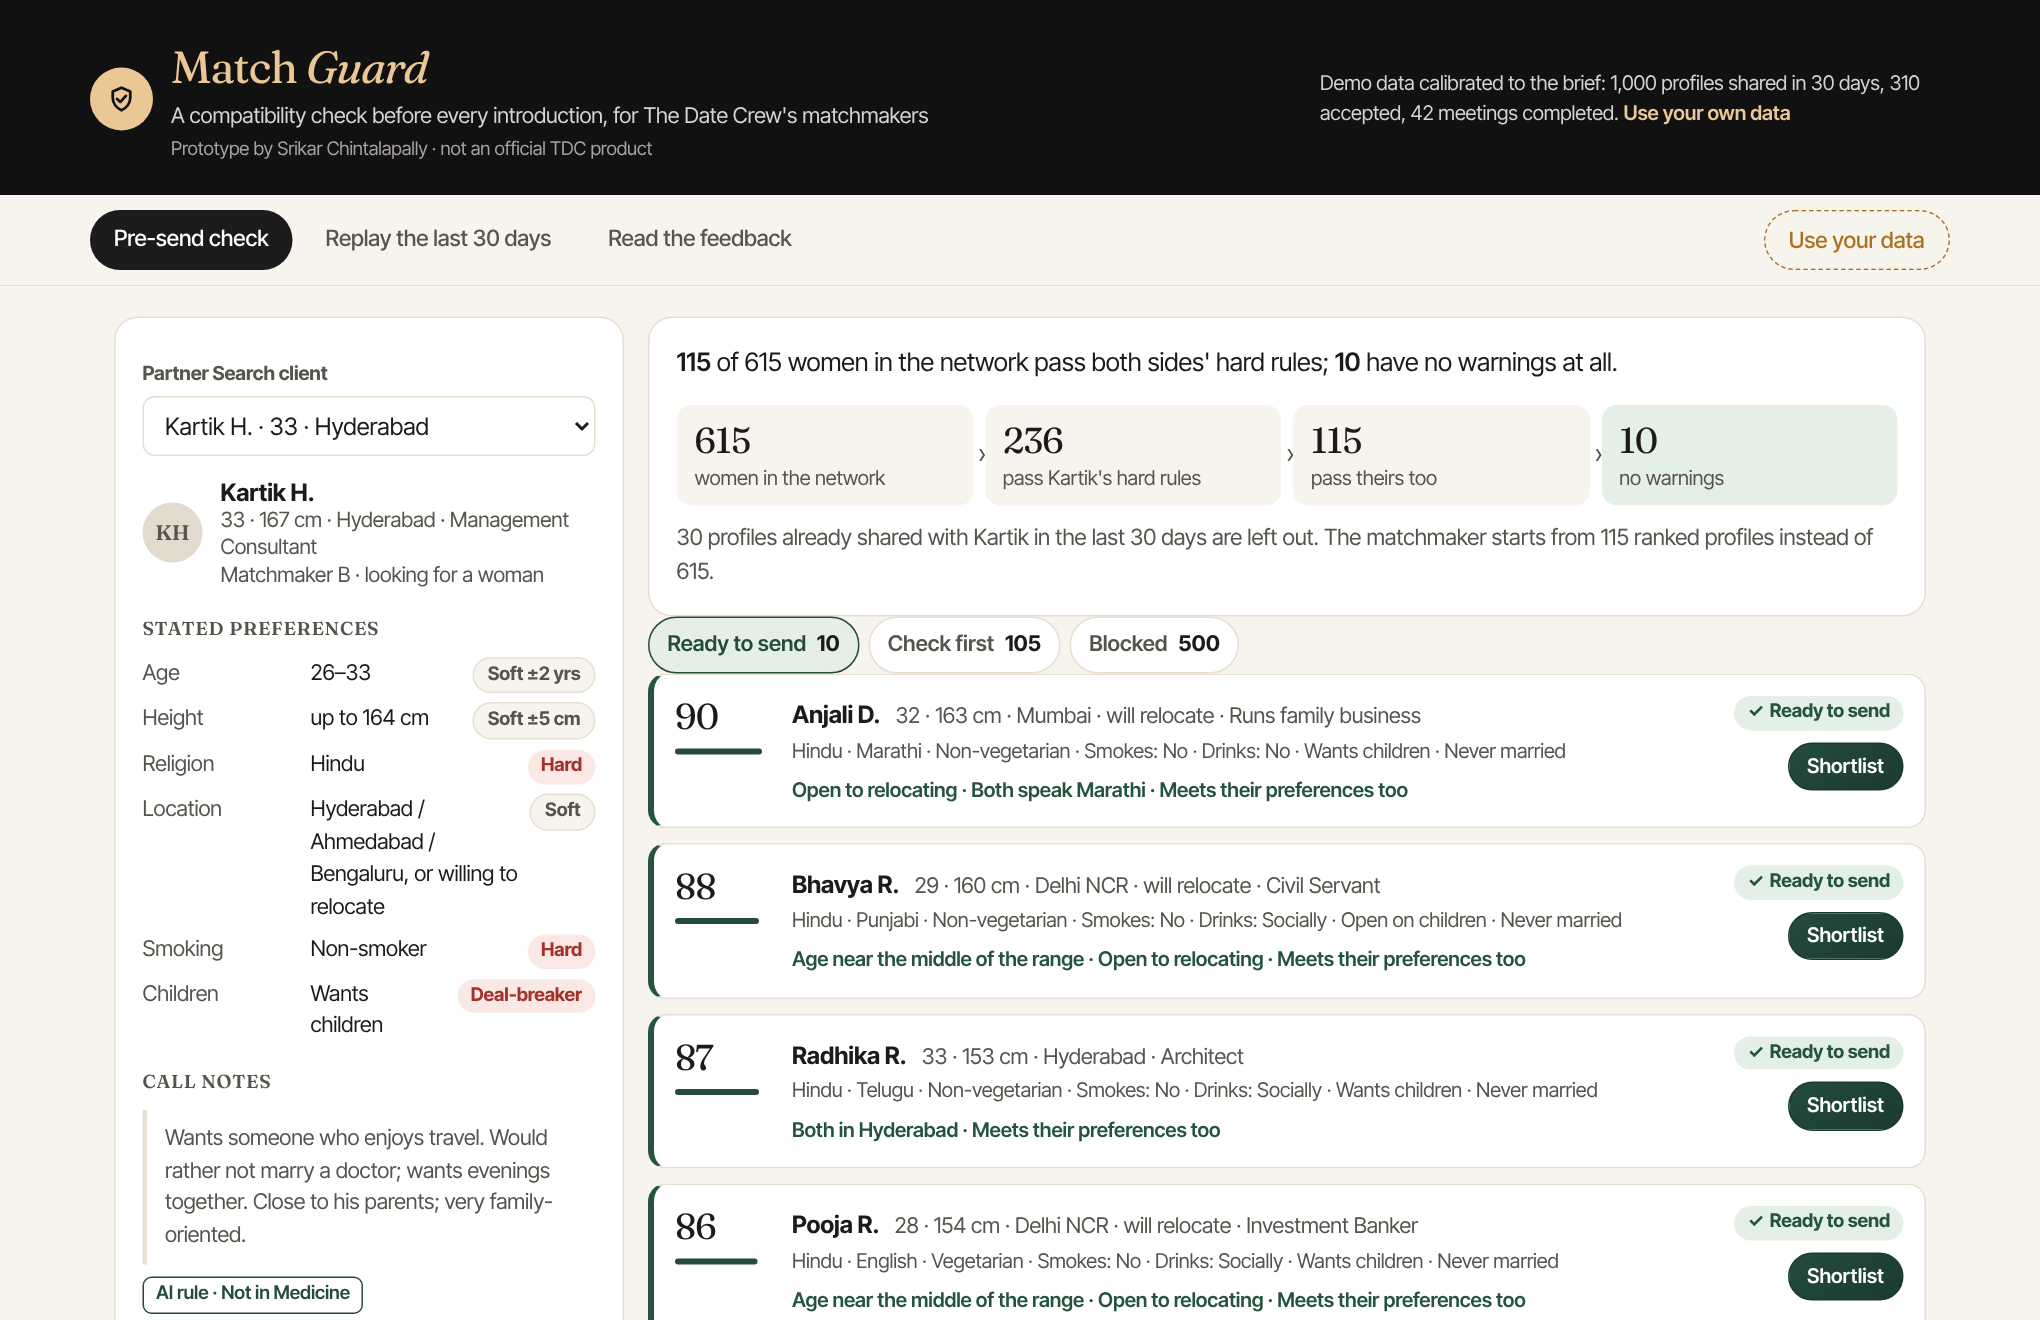 Match Guard
A compatibility check before every introduction, for The Date Crew's matchmakers
Prototype by Srikar Chintalapally · not an official TDC product
Demo data calibrated to the brief: 1,000 profiles shared in 30 days, 310
accepted, 42 meetings completed. Use your own data
Pre-send check
Replay the last 30 days
Read the feedback
Use your data
Partner Search client
Kartik H. · 33 · Hyderabad
KH
Kartik H.
33 · 167 cm · Hyderabad · Management
Consultant
Matchmaker B · looking for a woman
STATED PREFERENCES
Age 26–33 Soft ±2 yrs
Height up to 164 cm Soft ±5 cm
Religion Hindu Hard
Location Hyderabad / Soft
Ahmedabad /
Bengaluru, or willing to
relocate
Smoking Non-smoker Hard
Children Wants Deal-breaker
children
CALL NOTES
Wants someone who enjoys travel. Would
rather not marry a doctor; wants evenings
together. Close to his parents; very family-
oriented.
AI rule · Not in Medicine
115 of 615 women in the network pass both sides' hard rules; 10 have no warnings at all.
615
women in the network
›
236
pass Kartik's hard rules
›
115
pass theirs too
›
10
no warnings
30 profiles already shared with Kartik in the last 30 days are left out. The matchmaker starts from 115 ranked profiles instead of
615.
Ready to send 10
Check first 105
Blocked 500
90
Anjali D. 32 · 163 cm · Mumbai · will relocate · Runs family business
Hindu · Marathi · Non-vegetarian · Smokes: No · Drinks: No · Wants children · Never married
Open to relocating · Both speak Marathi · Meets their preferences too
✓ Ready to send
Shortlist
88
Bhavya R. 29 · 160 cm · Delhi NCR · will relocate · Civil Servant
Hindu · Punjabi · Non-vegetarian · Smokes: No · Drinks: Socially · Open on children · Never married
Age near the middle of the range · Open to relocating · Meets their preferences too
✓ Ready to send
Shortlist
87
Radhika R. 33 · 153 cm · Hyderabad · Architect
Hindu · Telugu · Non-vegetarian · Smokes: No · Drinks: Socially · Wants children · Never married
Both in Hyderabad · Meets their preferences too
✓ Ready to send
Shortlist
86
Pooja R. 28 · 154 cm · Delhi NCR · will relocate · Investment Banker
Hindu · English · Vegetarian · Smokes: No · Drinks: Socially · Wants children · Never married
Age near the middle of the range · Open to relocating · Meets their preferences too
✓ Ready to send
Shortlist